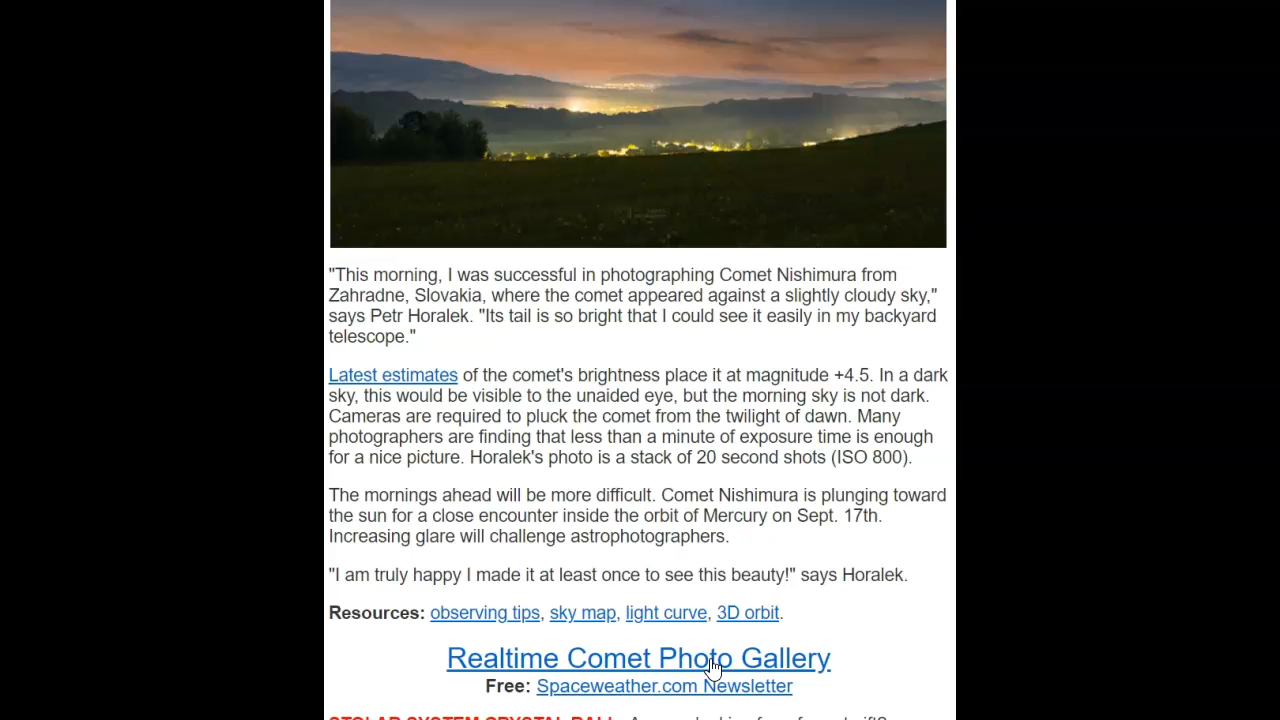 "This morning, I was successful in photographing Comet Nishimura from
Zahradne, Slovakia, where the comet appeared against a slightly cloudy sky,"
says Petr Horalek. "Its tail is so bright that I could see it easily in my backyard
telescope."
Latest estimates of the comet's brightness place it at magnitude +4.5. In a dark
sky, this would be visible to the unaided eye, but the morning sky is not dark.
Cameras are required to pluck the comet from the twilight of dawn. Many
photographers are finding that less than a minute of exposure time is enough
for a nice picture. Horalek's photo is a stack of 20 second shots (ISO 800).
The mornings ahead will be more difficult. Comet Nishimura is plunging toward
the sun for a close encounter inside the orbit of Mercury on Sept. 17th.
Increasing glare will challenge astrophotographers.
"I am truly happy I made it at least once to see this beauty!" says Horalek.
Resources: observing tips, sky map, light curve, 3D orbit.
Realtime Comet Photo Gallery
Free: Spaceweather.com Newsletter